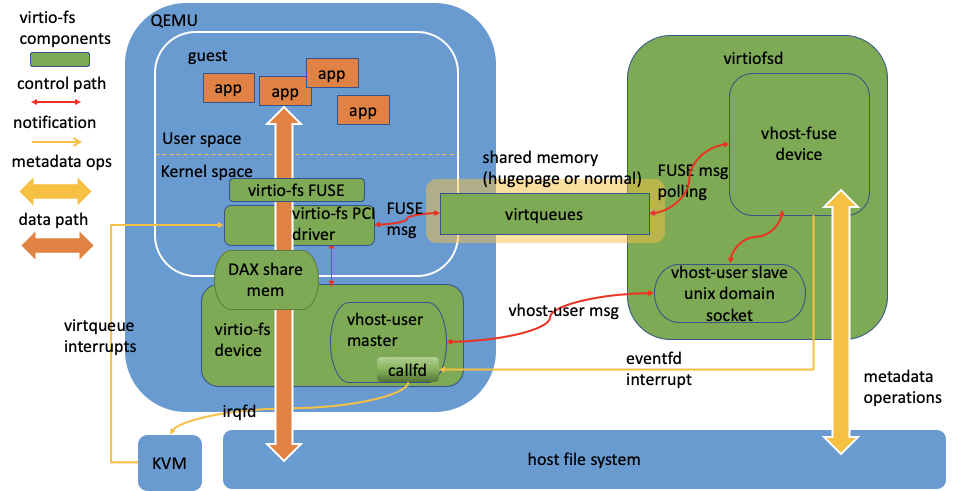 virtio-fs
components
control path
notification
metadata ops
data path
QEMU
guest
app
app
app
app
User space
Kernel space
virtio-fs FUSE
virtio-fs PCI
driver
FUSE
msg
DAX share
mem
virtio-fs
device
vhost-user
master
callfd
virtqueue
interrupts
irqfd
KVM
shared memory
(hugepage or normal)
virtqueues
FUSE msg
polling
virtiofsd
vhost-fuse
device
vhost-user slave
unix domain
socket
vhost-user msg
eventfd
interrupt
metadata
operations
host file system